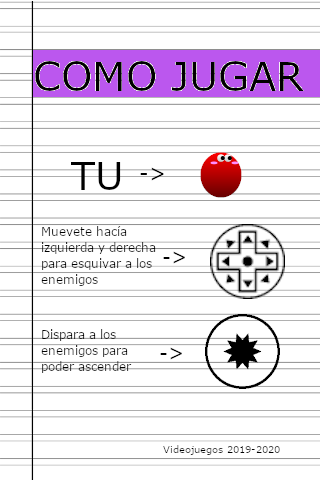 COMO JUGAR
TU ->
Muevete hacía
izquierda y derecha
para esquivar a los ->
enemigos
Dispara a los
enemigos para ->
poder ascender
Videojuegos 2019-2020